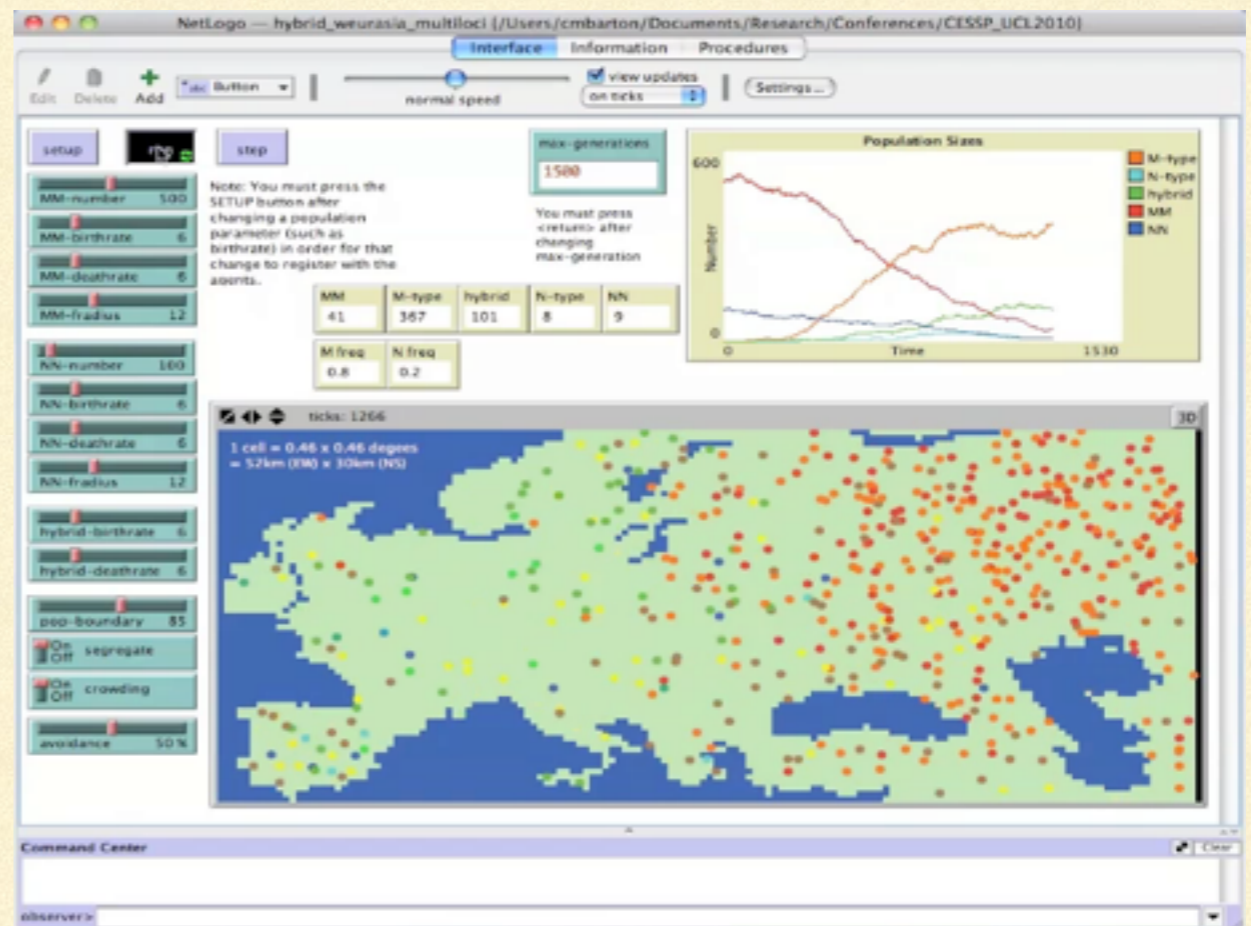 NetLogo — hybrid_weurasia_multiloci {/Users/cmbarton/Documents/Research/Conferences/CESSP_UCL2010}
Interface Information Procedures
Edit Delete Add
Button
normal speed
view updates
on ticks
Settings...
setup
step
MM-number 500
MM-birthrate 6
MM-deathrate 6
MM-fradius 12
NN-number 100
NN-birthrate 6
NN-deathrate 6
NN-fradius 12
hybrid-birthrate 6
hybrid-deathrate 6
pop-boundary 85
On
Off
segregate
On
Off
crowding
avoidance 50 %
Note: You must press the
SETUP button after
changing a population
parameter (such as
birthrate) in order for that
change to register with the
agents.
max-generations
1500
You must press
<return> after
changing
max-generation
MM M-type hybrid N-type NN
41 367 101 8 9
M freq N freq
0.8 0.2
Population Sizes
600
Number
0
0 Time 1530
M-type
N-type
hybrid
MM
NN
ticks: 1266
3D
1 cell = 0.46 x 0.46 degrees
= 52km (EW) x 30km (NS)
Command Center
Clear
observer>